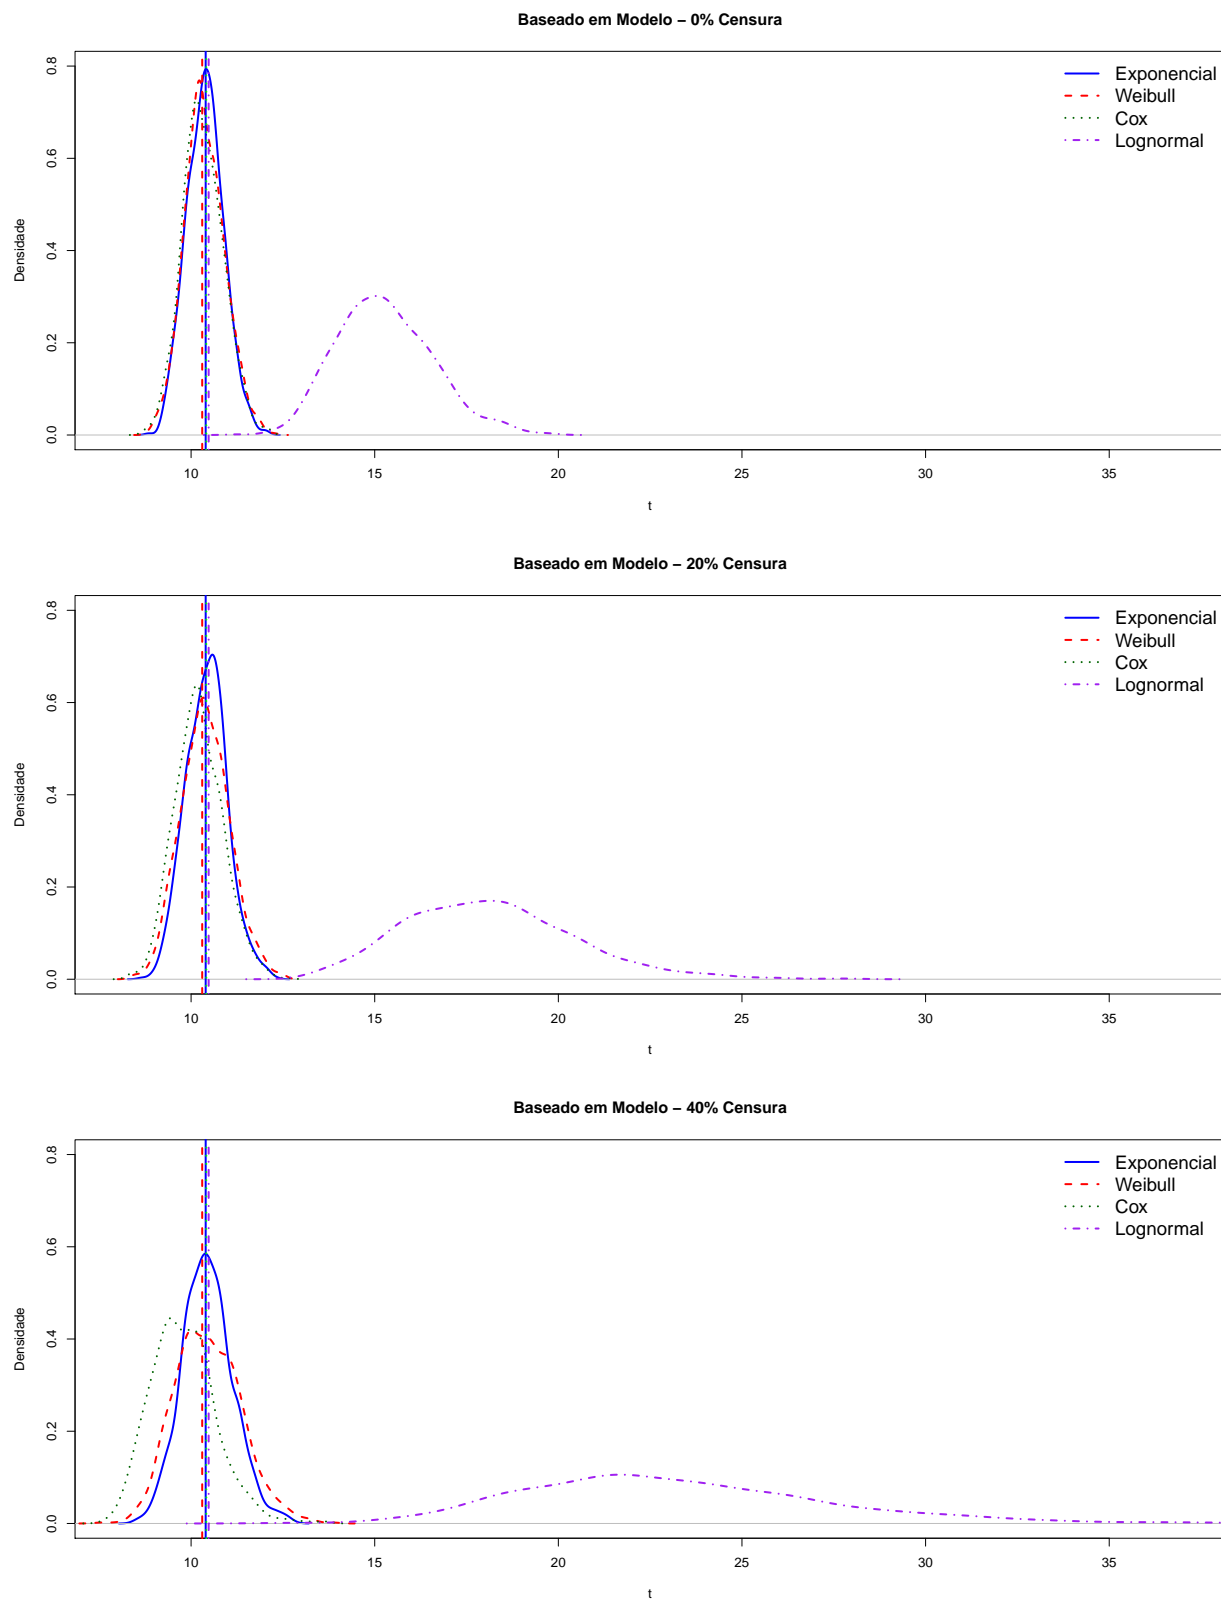 Baseado em Modelo – 0% Censura
0.8
0.6
0.4
0.2
0.0
Densidade
Exponencial
Weibull
Cox
Lognormal
10 15 20 25 30 35
t
Baseado em Modelo – 20% Censura
0.8
0.6
0.4
0.2
0.0
Densidade
Exponencial
Weibull
Cox
Lognormal
10 15 20 25 30 35
t
Baseado em Modelo – 40% Censura
0.8
0.6
0.4
0.2
0.0
Densidade
Exponencial
Weibull
Cox
Lognormal
10 15 20 25 30 35
t